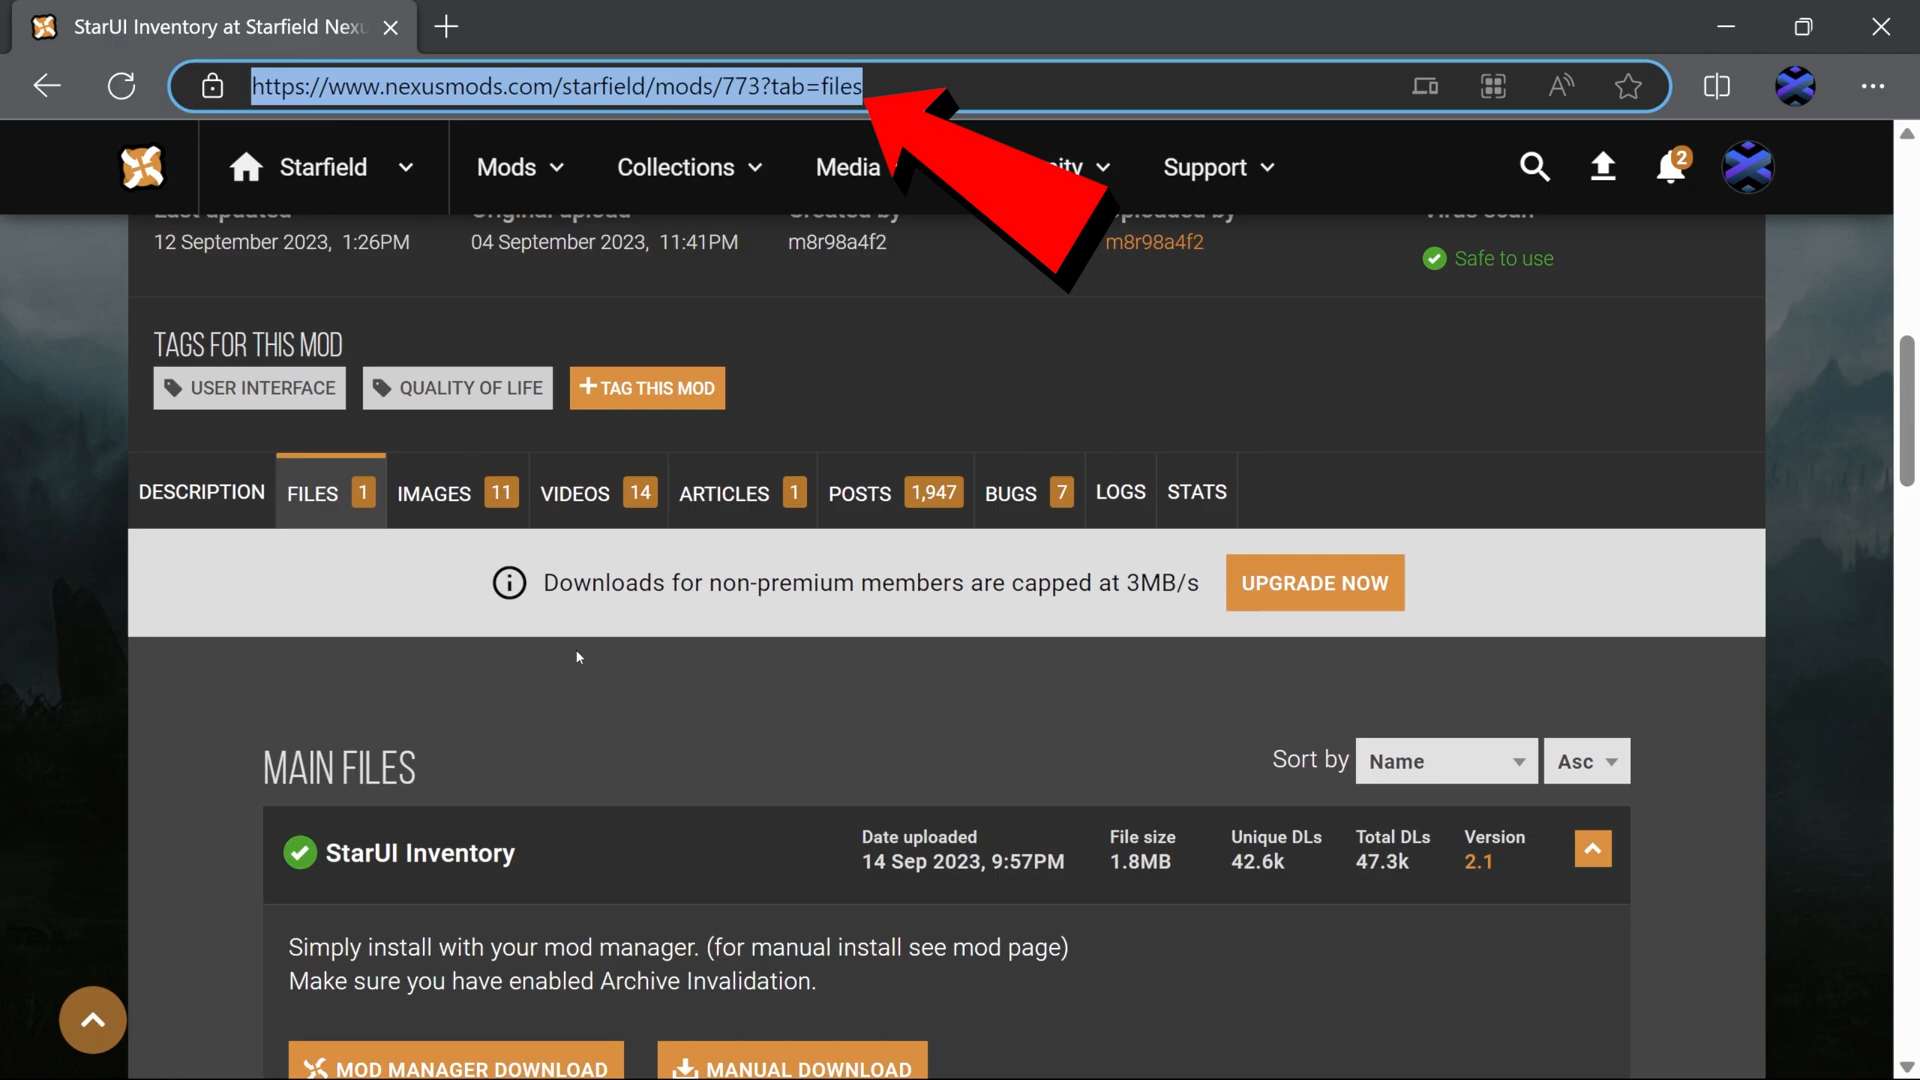 StarUI Inventory at Starfield Nexu
https://www.nexusmods.com/starfield/mods/773?tab=files
Starfield
Mods
Collections
Media
Support
2
12 September 2023, 1:26PM
04 September 2023, 11:41PM
m8r98a4f2
m8r98a4f2
Safe to use
TAGS FOR THIS MOD
USER INTERFACE
QUALITY OF LIFE
+ TAG THIS MOD
DESCRIPTION
FILES 1
IMAGES 11
VIDEOS 14
ARTICLES 1
POSTS 1,947
BUGS 7
LOGS
STATS
Downloads for non-premium members are capped at 3MB/s
UPGRADE NOW
MAIN FILES
Sort by Name Asc
StarUI Inventory
Date uploaded
14 Sep 2023, 9:57PM
File size
1.8MB
Unique DLs
42.6k
Total DLs
47.3k
Version
2.1
Simply install with your mod manager. (for manual install see mod page)
Make sure you have enabled Archive Invalidation.
MOD MANAGER DOWNLOAD
MANUAL DOWNLOAD